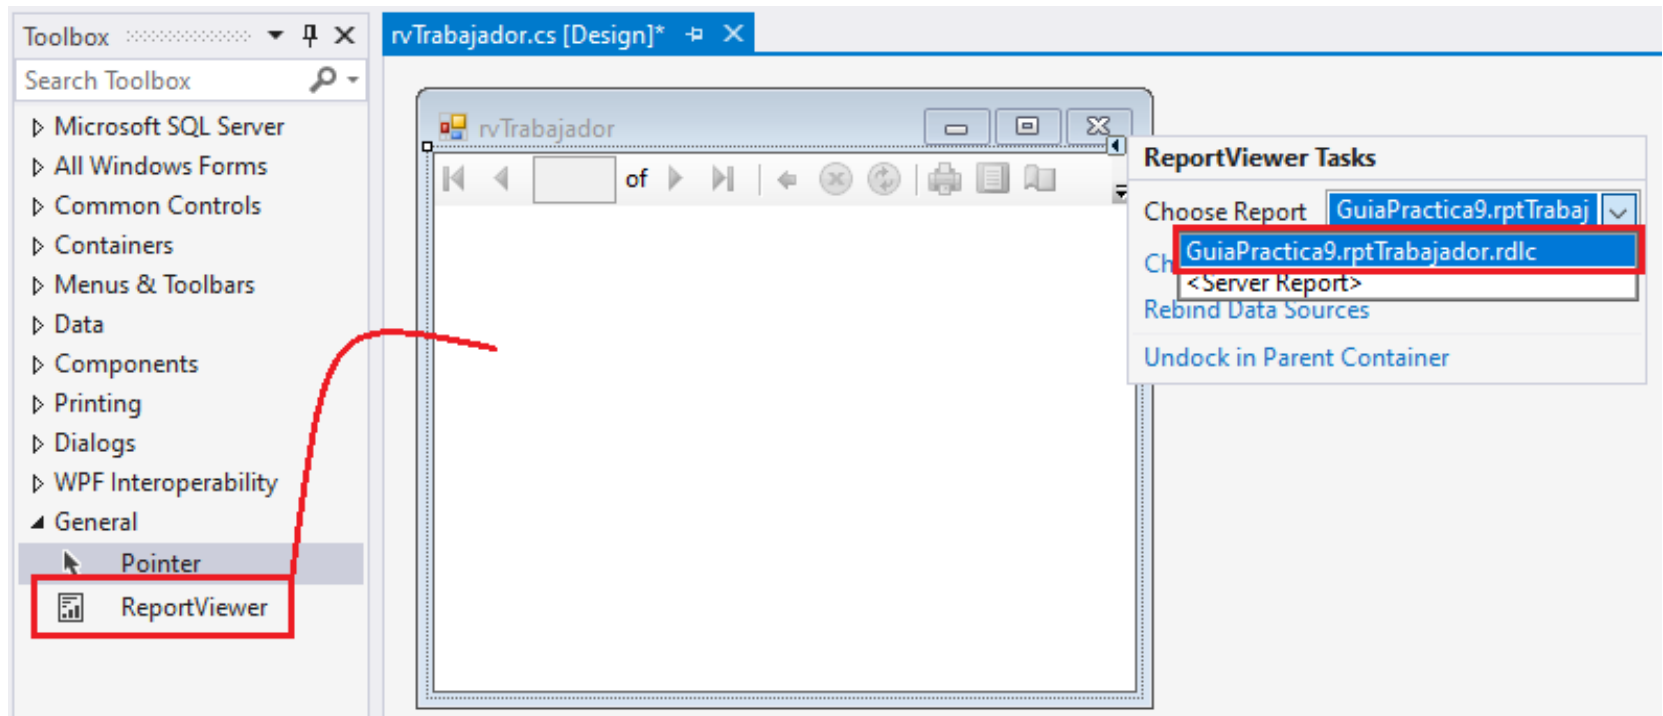 Toolbox
Search Toolbox
Microsoft SQL Server
All Windows Forms
Common Controls
Containers
Menus & Toolbars
Data
Components
Printing
Dialogs
WPF Interoperability
General
Pointer
ReportViewer
rvTrabajador.cs [Design]*
rvTrabajador
of
ReportViewer Tasks
Choose Report GuiaPractica9.rptTrabaj
GuiaPractica9.rptTrabajador.rdlc
Ch
<Server Report>
Rebind Data Sources
Undock in Parent Container